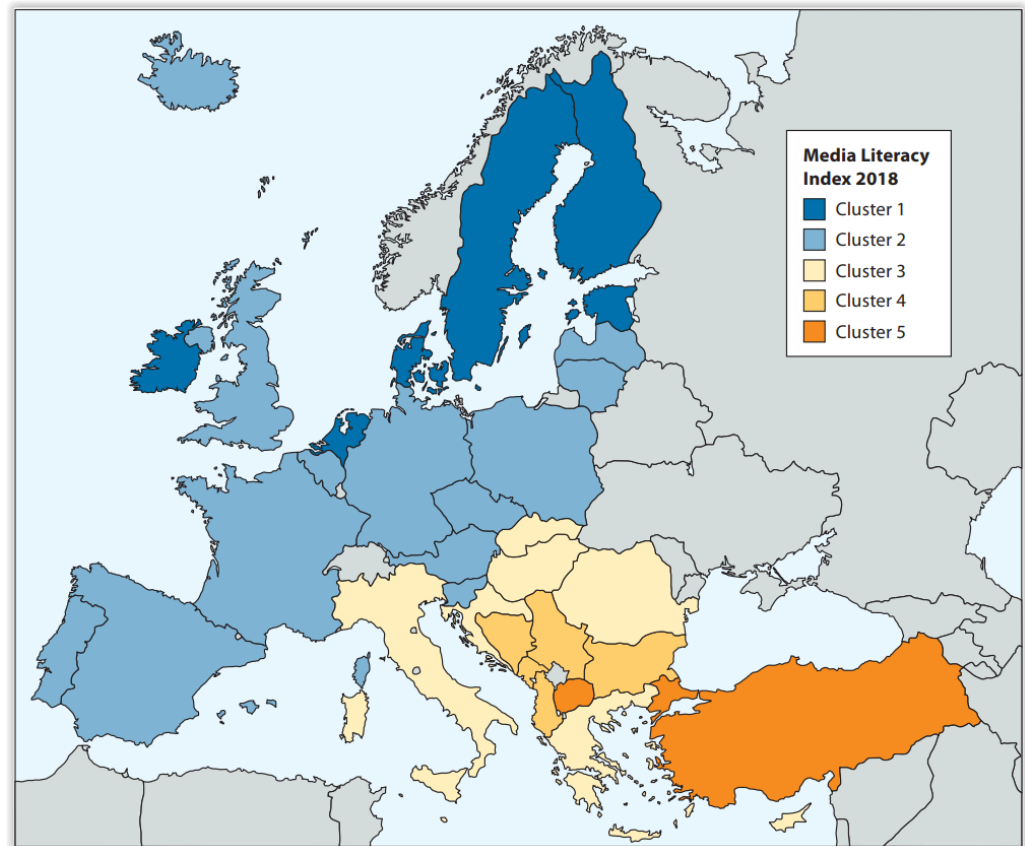 Media Literacy
Index 2018
Cluster 1
Cluster 2
Cluster 3
Cluster 4
Cluster 5